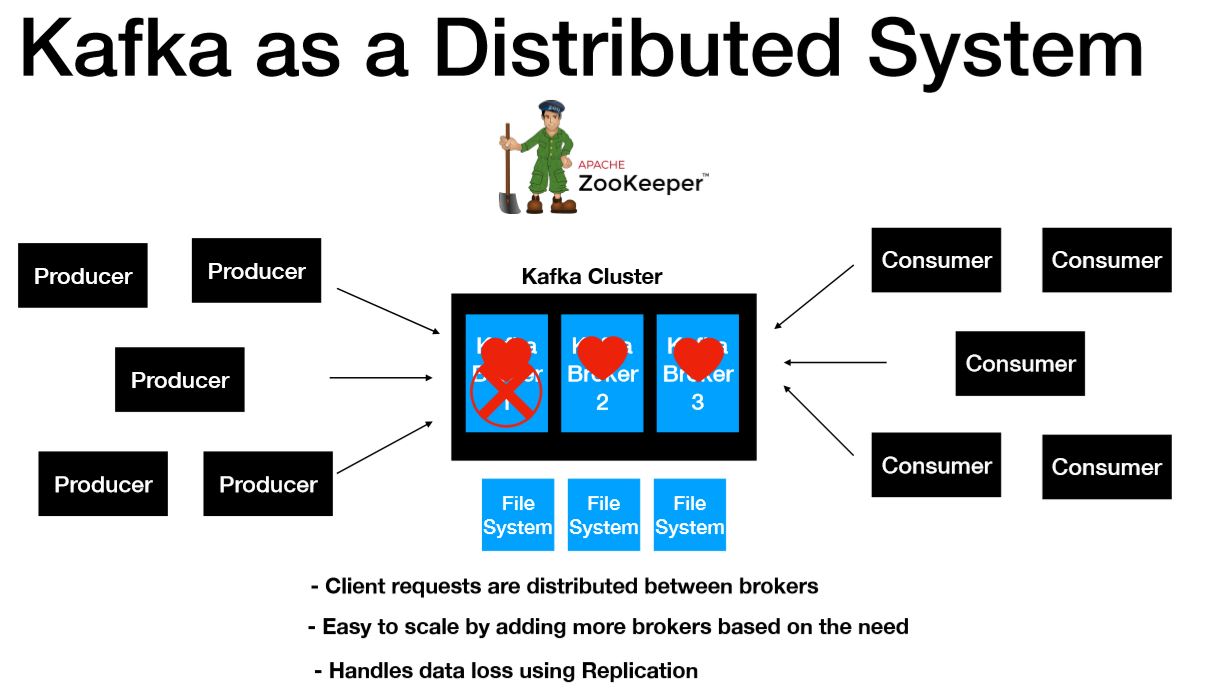 Kafka as a Distributed System
APACHE
ZooKeeper™
Producer
Producer
Producer
Producer
Producer
Kafka Cluster
Kafka
Broker
1
Kafka
Broker
2
Kafka
Broker
3
File
System
File
System
File
System
Consumer
Consumer
Consumer
Consumer
Consumer
- Client requests are distributed between brokers
- Easy to scale by adding more brokers based on the need
- Handles data loss using Replication